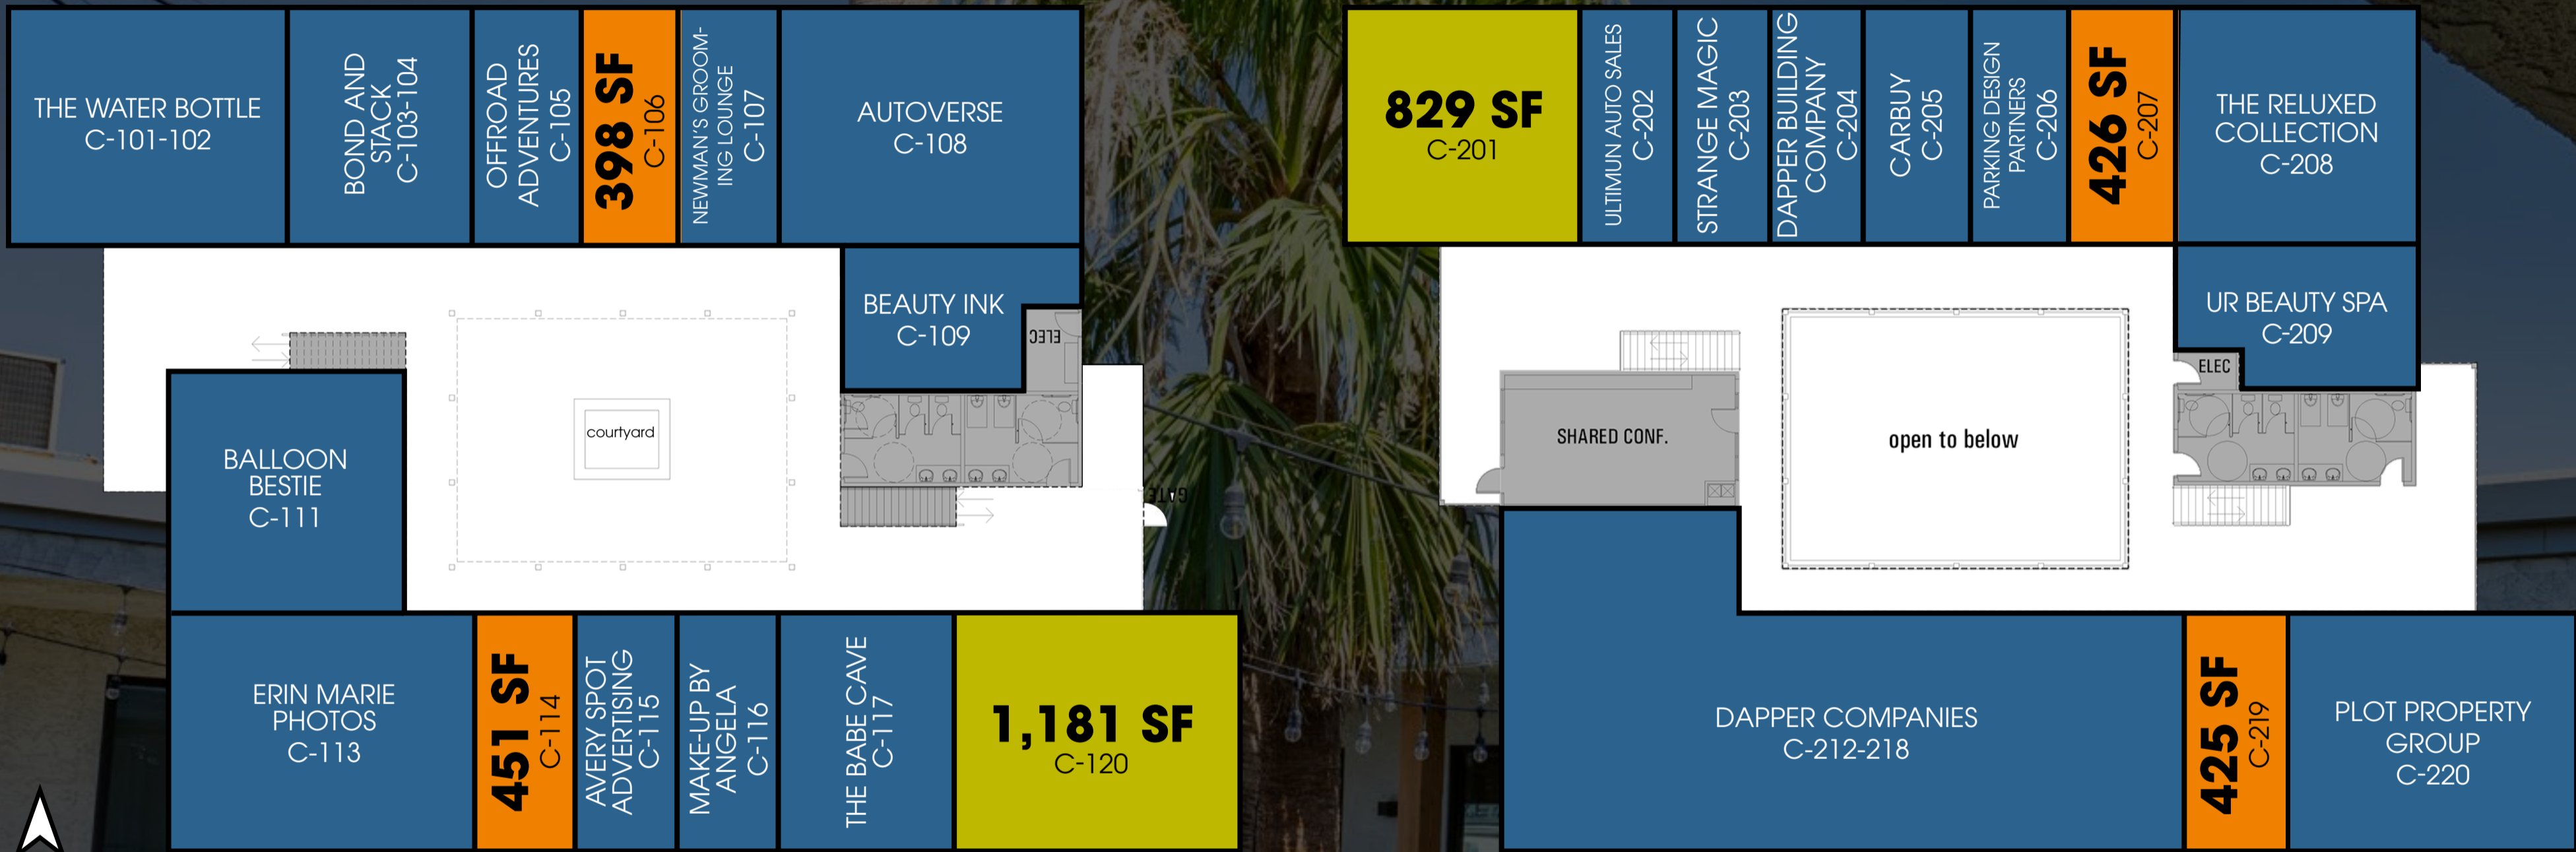 THE WATER BOTTLE
C-101-102
BOND AND
STACK
C-103-104
OFFROAD
ADVENTURES
C-105
398 SF
C-106
NEWMAN'S GROOM-
ING LOUNGE
C-107
AUTOVERSE
C-108
BEAUTY INK
C-109
ELEC
courtyard
GATE
BALLOON
BESTIE
C-111
ERIN MARIE
PHOTOS
C-113
451 SF
C-114
AVERY SPOT
ADVERTISING
C-115
MAKE-UP BY
ANGELA
C-116
THE BABE CAVE
C-117
1,181 SF
C-120
829 SF
C-201
ULTIMUN AUTO SALES
C-202
STRANGE MAGIC
C-203
DAPPER BUILDING
COMPANY
C-204
CARBUY
C-205
PARKING DESIGN
PARTNERS
C-206
426 SF
C-207
THE RELUXED
COLLECTION
C-208
UR BEAUTY SPA
C-209
ELEC
SHARED CONF.
open to below
DAPPER COMPANIES
C-212-218
425 SF
C-219
PLOT PROPERTY
GROUP
C-220